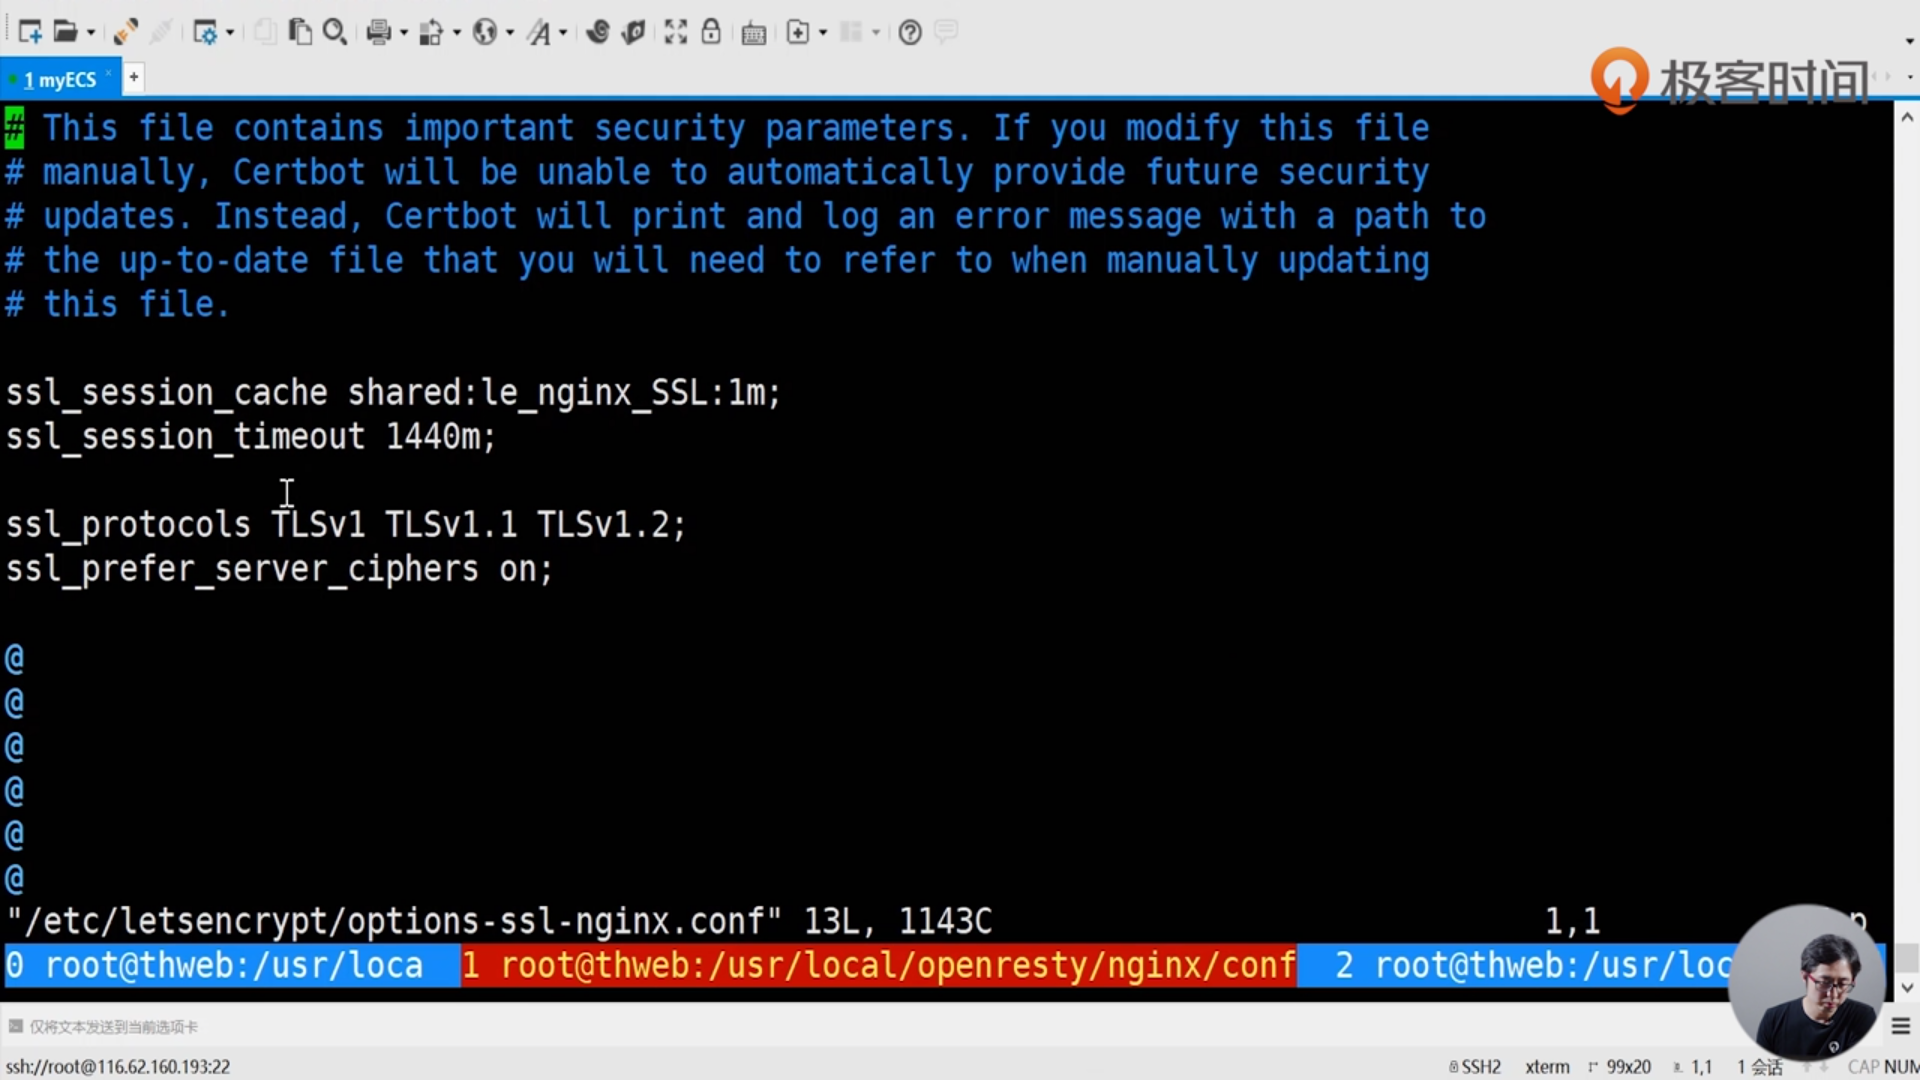 1 myECS
极客时间
# This file contains important security parameters. If you modify this file
# manually, Certbot will be unable to automatically provide future security
# updates. Instead, Certbot will print and log an error message with a path to
# the up-to-date file that you will need to refer to when manually updating
# this file.
ssl_session_cache shared:le_nginx_SSL:1m;
ssl_session_timeout 1440m;
ssl_protocols TLSv1 TLSv1.1 TLSv1.2;
ssl_prefer_server_ciphers on;
@
@
@
@
@
@
"/etc/letsencrypt/options-ssl-nginx.conf" 13L, 1143C 1,1
0 root@thweb:/usr/loca 1 root@thweb:/usr/local/openresty/nginx/conf 2 root@thweb:/usr/loc
仅将文本发送到当前选项卡
ssh://root@116.62.160.193:22 SSH2 xterm 99x20 1,1 1 会话 CAP NUM